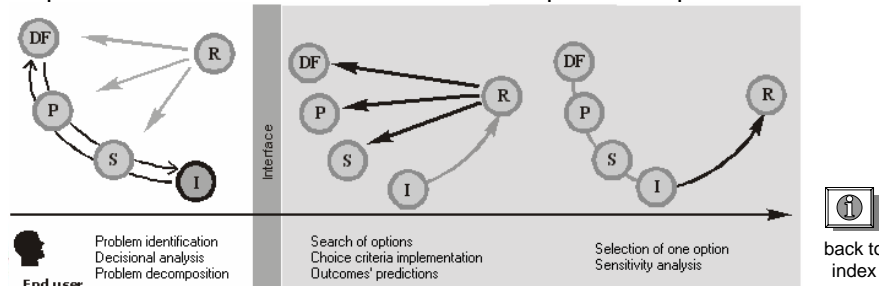 DF
R
P
S
I
Interface
DF
P
S
I
R
DF
P
S
I
R
Problem identification
Decisional analysis
Problem decomposition
End user
Search of options
Choice criteria implementation
Outcomes' predictions
Selection of one option
Sensitivity analysis
i
back to
index